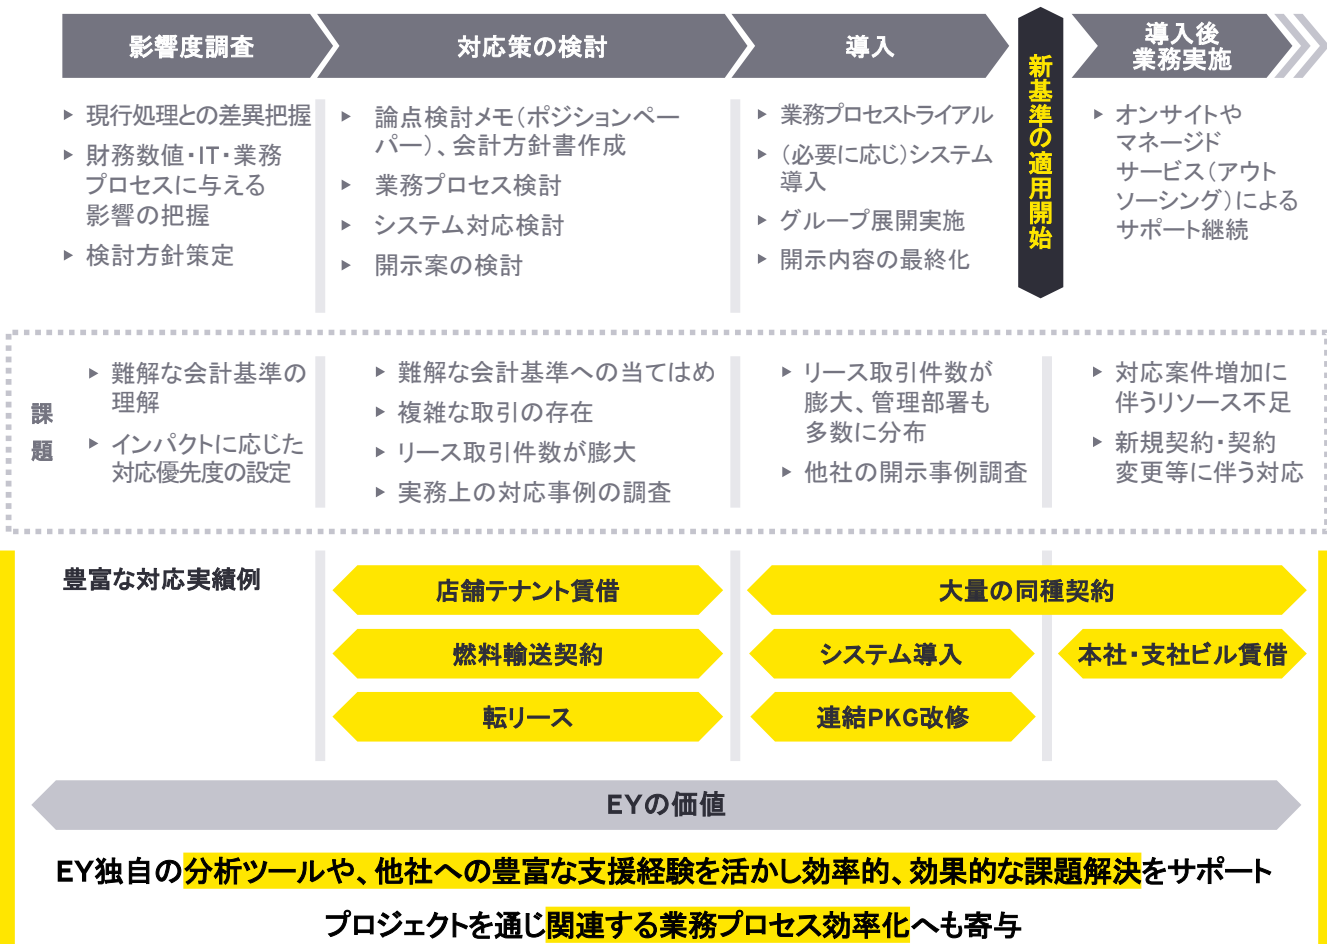 影響度調査
対応策の検討
導入
導入後
業務実施
新基準の適用開始
現行処理との差異把握
財務数値・IT・業務
プロセスに与える
影響の把握
検討方針策定
論点検討メモ(ポジションペー
パー)、会計方針書作成
業務プロセス検討
システム対応検討
開示案の検討
業務プロセストライアル
(必要に応じ)システム
導入
グループ展開実施
開示内容の最終化
オンサイトや
マネージド
サービス(アウト
ソーシング)による
サポート継続
課題
難解な会計基準の
理解
インパクトに応じた
対応優先度の設定
難解な会計基準への当てはめ
複雑な取引の存在
リース取引件数が膨大
実務上の対応事例の調査
リース取引件数が
膨大、管理部署も
多数に分布
他社の開示事例調査
対応案件増加に
伴うリソース不足
新規契約・契約
変更等に伴う対応
豊富な対応実績例
店舗テナント賃借
大量の同種契約
燃料輸送契約
システム導入
本社・支社ビル賃借
転リース
連結PKG改修
EYの価値
EY独自の分析ツールや、他社への豊富な支援経験を活かし効率的、効果的な課題解決をサポート
プロジェクトを通じ関連する業務プロセス効率化へも寄与